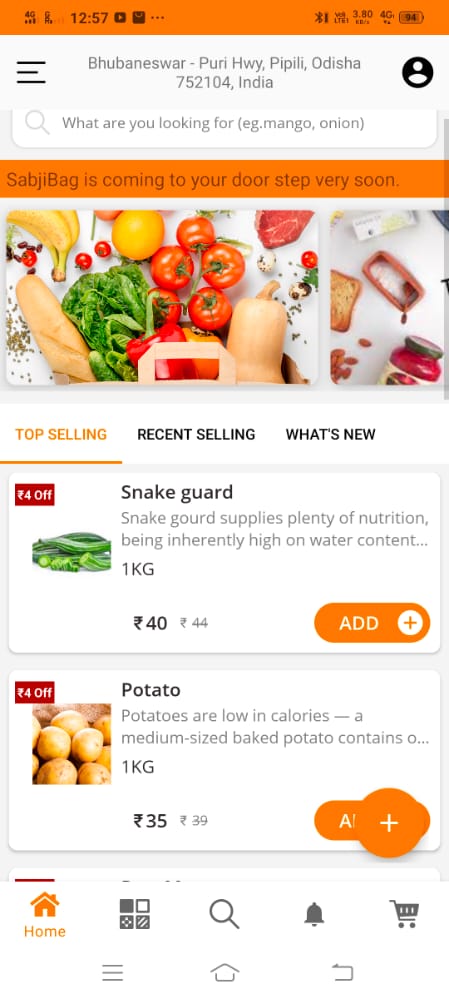 4G 12:57
Vo) LTE1 3.80 KB/s 4G 94
Bhubaneswar - Puri Hwy, Pipili, Odisha
752104, India
What are you looking for (eg.mango, onion)
SabjiBag is coming to your door step very soon.
TOP SELLING RECENT SELLING WHAT'S NEW
₹4 Off
Snake guard
Snake gourd supplies plenty of nutrition,
being inherently high on water content...
1KG
₹40 ₹ 44
ADD +
₹4 Off
Potato
Potatoes are low in calories — a
medium-sized baked potato contains o...
1KG
₹35 ₹ 39
+
Home